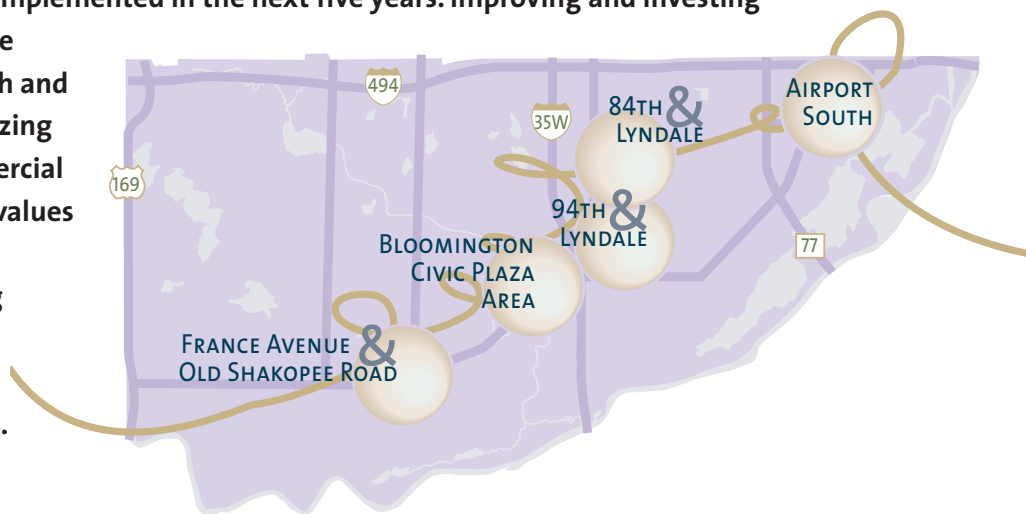 implemented in the next five years. Improving and investing
e
h and
zing
ercial
values
g
.
494
35W
169
77
84TH &
LYNDALE
AIRPORT
SOUTH
94TH &
LYNDALE
BLOOMINGTON
CIVIC PLAZA
AREA
FRANCE AVENUE &
OLD SHAKOPEE ROAD